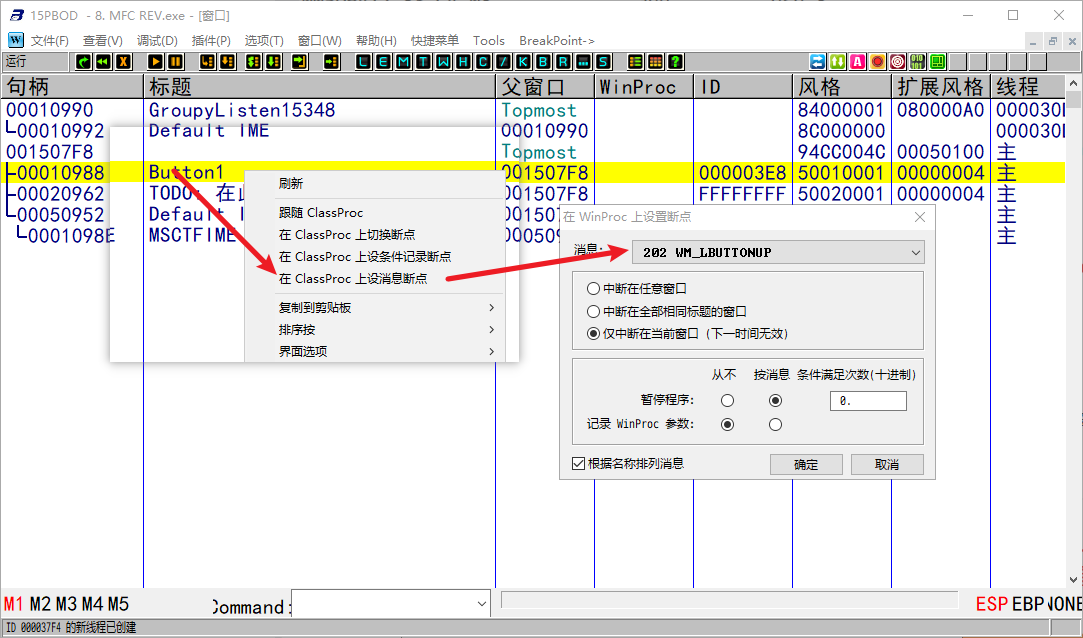 15PBOD - 8. MFC REV.exe - [窗口]
文件(F) 查看(V) 调试(D) 插件(P) 选项(T) 窗口(W) 帮助(H) 快捷菜单 Tools BreakPoint->
运行 X L E M T W H C / K B R ... S ? A
句柄 标题 父窗口 WinProc ID 风格 扩展风格 线程
00010990 GroupyListen15348 Topmost 84000001 080000A0 000030
00010992 Default IME 00010990 8C000000 000030
001507F8 Topmost 94CC004C 00050100 主
00010988 Button1 001507F8 000003E8 50010001 00000004 主
00020962 TODO: 在 001507F8 FFFFFFFF 50020001 00000004 主
00050952 Default 主
0001098E MSCTFIME 主
刷新
跟随 ClassProc
在 ClassProc 上切换断点
在 ClassProc 上设条件记录断点
在 ClassProc 上设消息断点
复制到剪贴板
排序按
界面选项
在 WinProc 上设置断点
消息: 202 WM_LBUTTONUP
中断在任意窗口
中断在全部相同标题的窗口
仅中断在当前窗口 (下一时间无效)
从不 按消息 条件满足次数(十进制)
暂停程序: 0.
记录 WinProc 参数:
根据名称排列消息 确定 取消
M1 M2 M3 M4 M5 Command: ESP EBP NONE
ID 000037F4 的新线程已创建